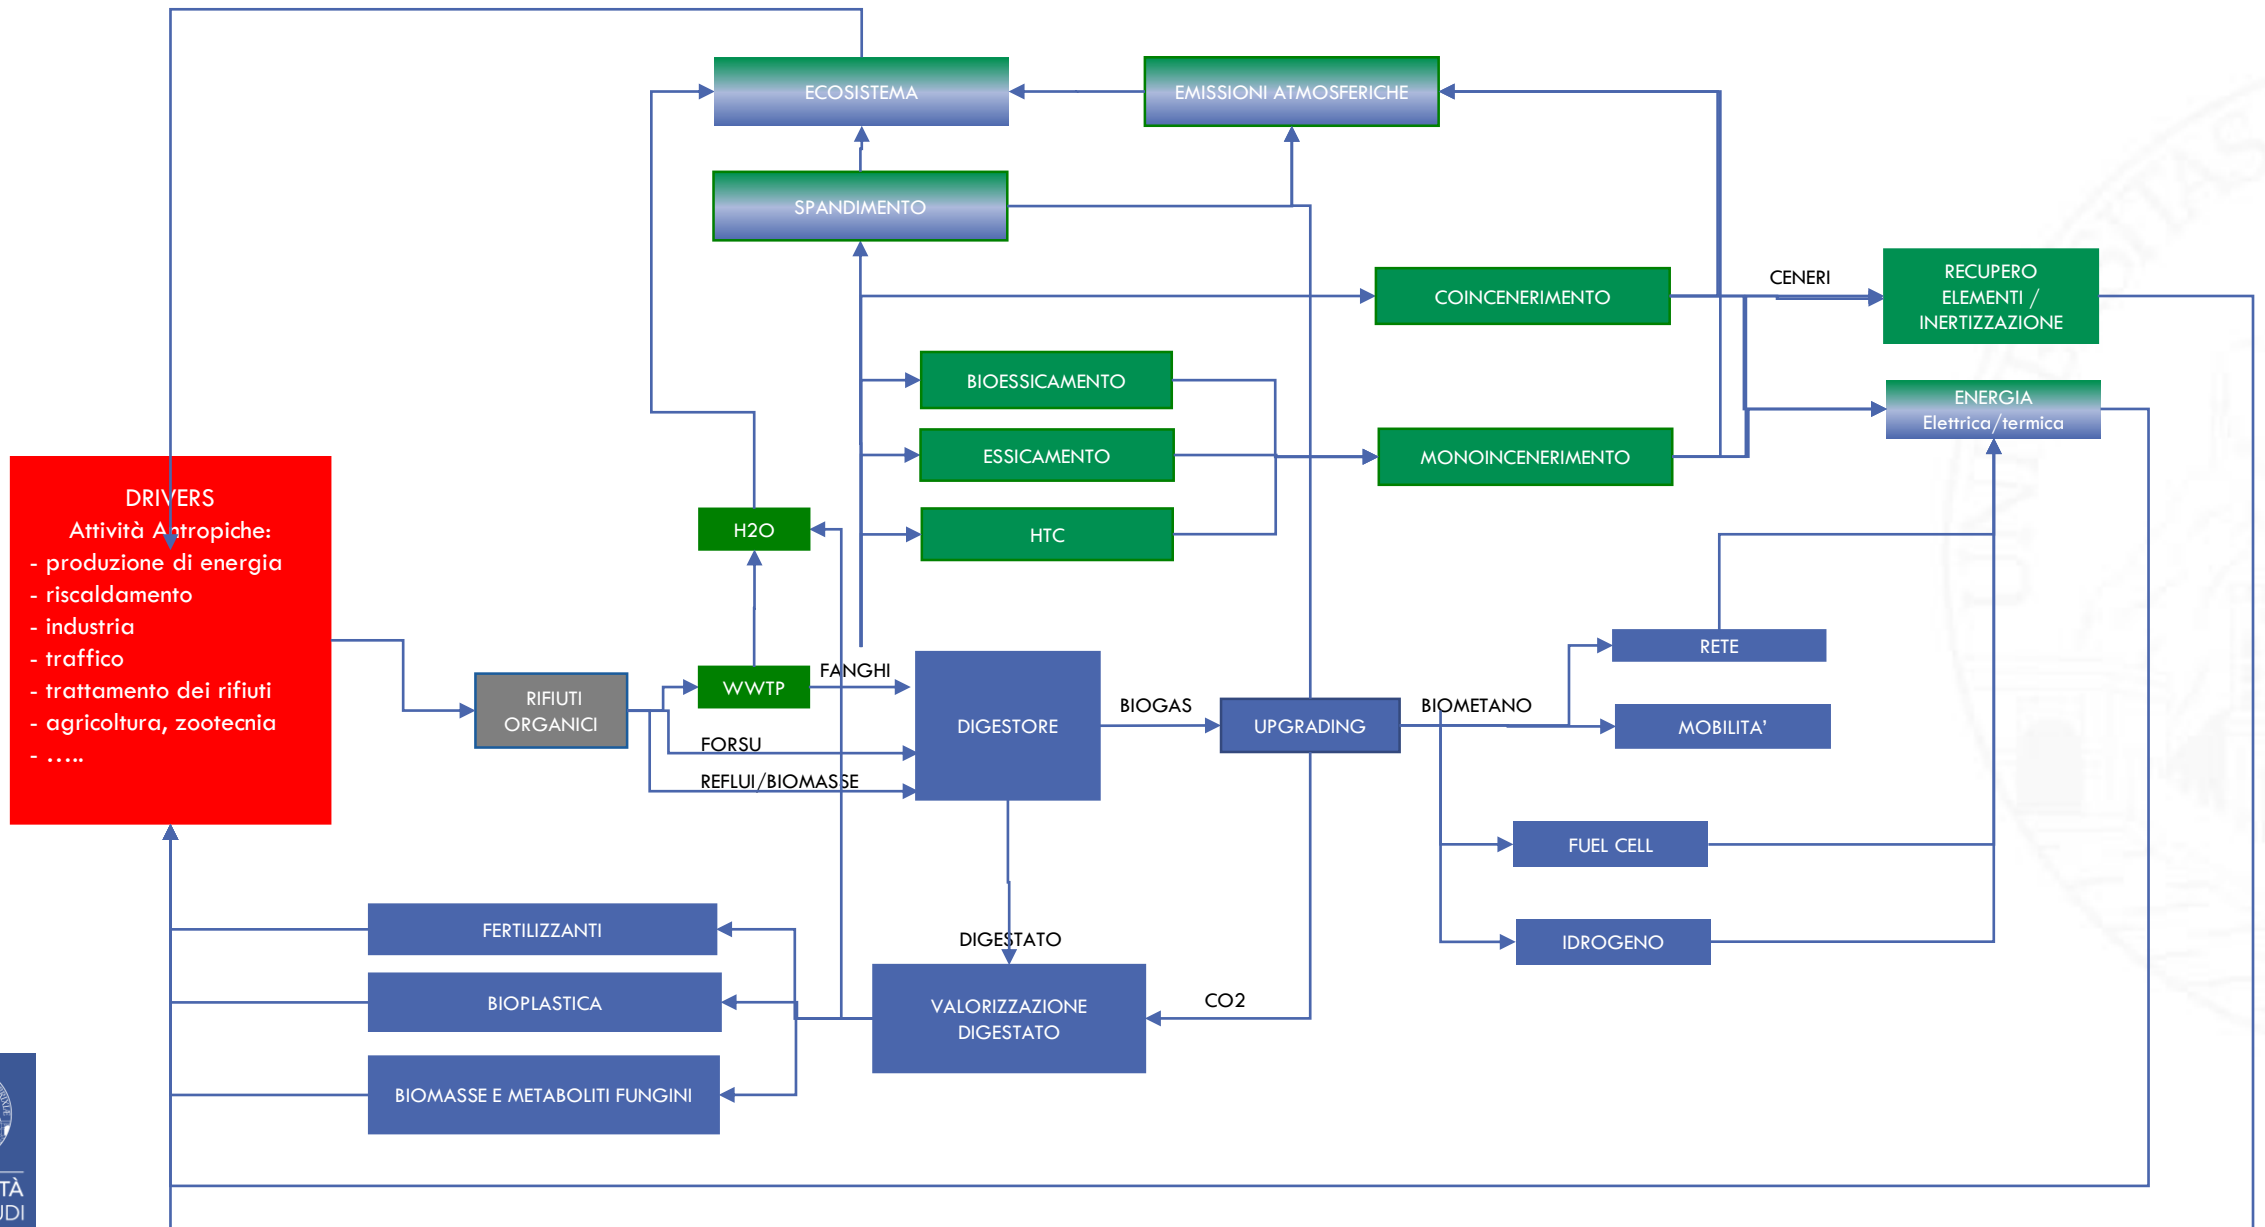 ECOSISTEMA
EMISSIONI ATMOSFERICHE
SPANDIMENTO
COINCENERIMENTO
CENERI
RECUPERO
ELEMENTI /
INERTIZZAZIONE
BIOESSICAMENTO
ENERGIA
Elettrica/termica
ESSICAMENTO
MONOINCENERIMENTO
HTC
H2O
DRIVERS
Attività Antropiche:
- produzione di energia
- riscaldamento
- industria
- traffico
- trattamento dei rifiuti
- agricoltura, zootecnia
- .....
RIFIUTI
ORGANICI
WWTP
FANGHI
FORSU
REFLUI/BIOMASSE
DIGESTORE
BIOGAS
UPGRADING
BIOMETANO
RETE
MOBILITA’
FUEL CELL
IDROGENO
DIGESTATO
VALORIZZAZIONE
DIGESTATO
CO2
FERTILIZZANTI
BIOPLASTICA
BIOMASSE E METABOLITI FUNGINI
TÀ
UDI